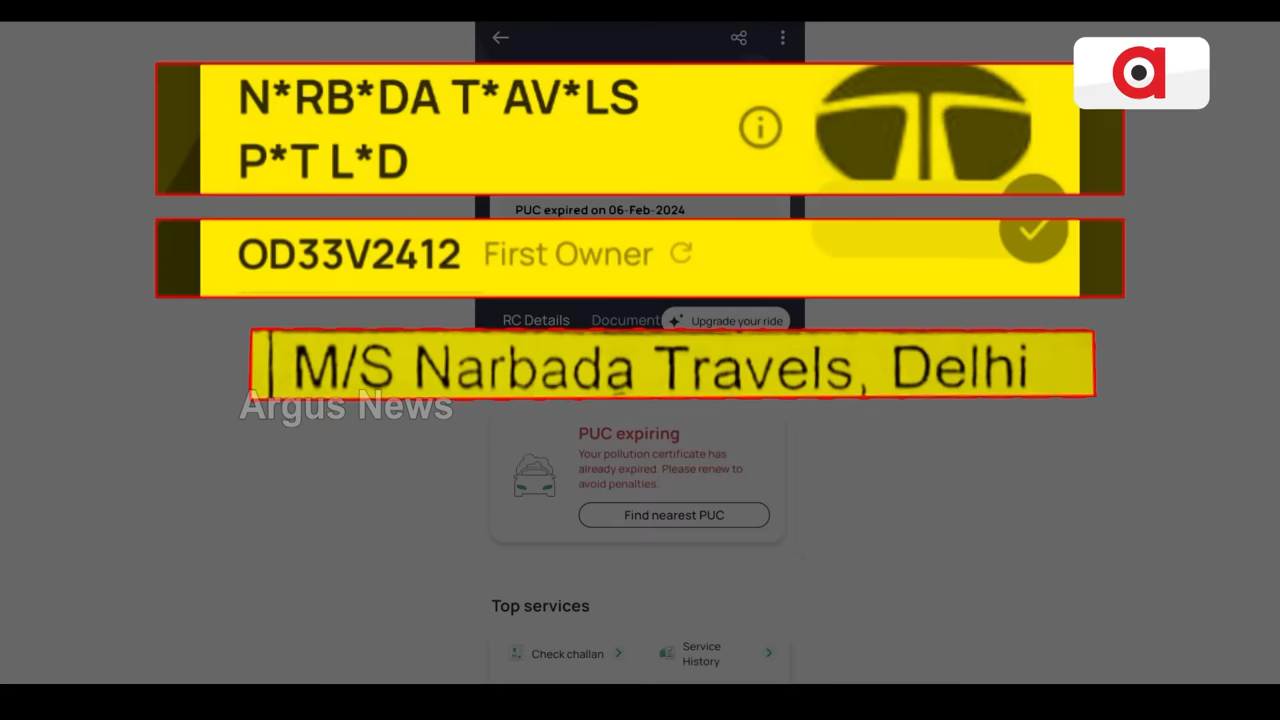 N*RB*DA T*AV*LS
P*T L*D
PUC expired on 06-Feb-2024
OD33V2412 First Owner
RC Details Document Upgrade your ride
M/S Narbada Travels, Delhi
Argus News
PUC expiring
Your pollution certificate has
already expired. Please renew to
avoid penalties.
Find nearest PUC
Top services
Check challan
Service
History